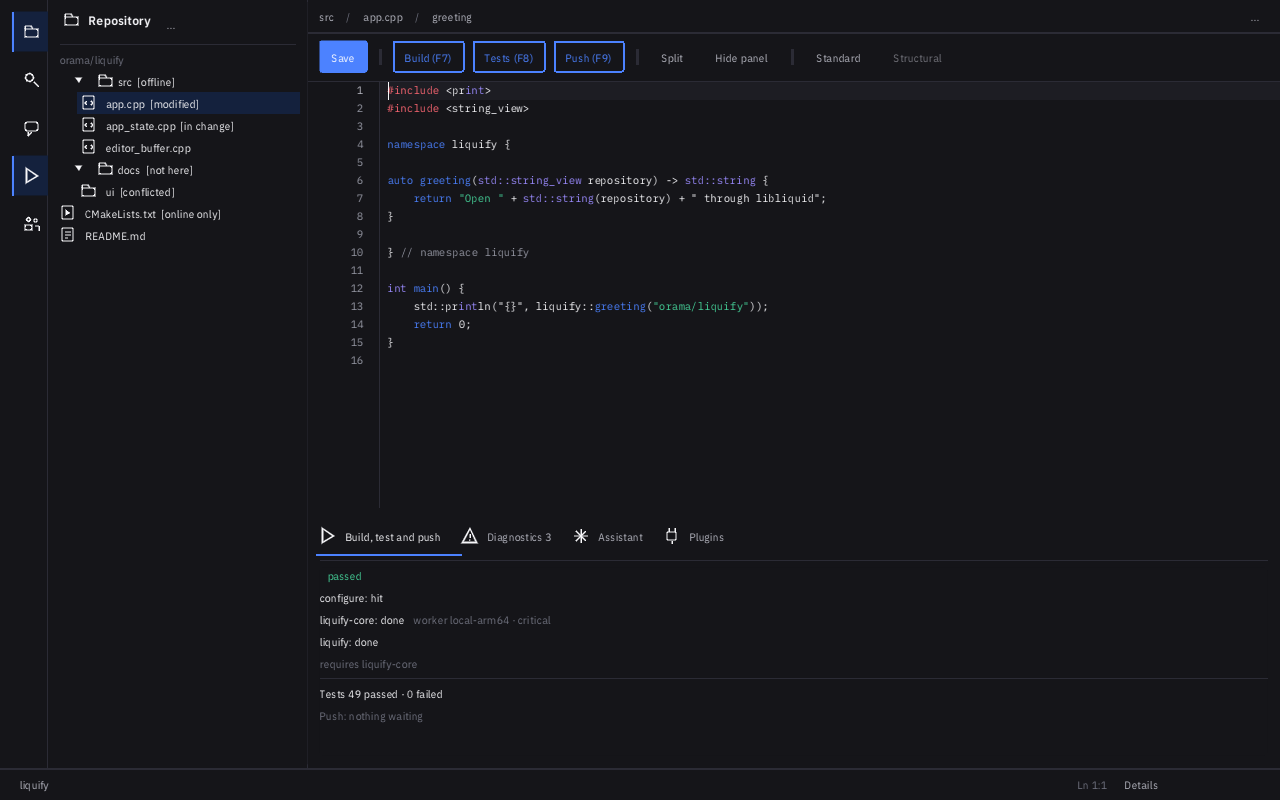 Repository ...
orama/liquify
src [offline]
app.cpp [modified]
app_state.cpp [in change]
editor_buffer.cpp
docs [not here]
ui [conflicted]
CMakeLists.txt [online only]
README.md
src / app.cpp / greeting ...
Save Build (F7) Tests (F8) Push (F9) Split Hide panel Standard Structural
1 #include <print>
2 #include <string_view>
3
4 namespace liquify {
5
6 auto greeting(std::string_view repository) -> std::string {
7     return "Open " + std::string(repository) + " through libliquid";
8 }
9
10 } // namespace liquify
11
12 int main() {
13     std::println("{}", liquify::greeting("orama/liquify"));
14     return 0;
15 }
16
Build, test and push Diagnostics 3 Assistant Plugins
passed
configure: hit
liquify-core: done worker local-arm64 · critical
liquify: done
requires liquify-core
Tests 49 passed · 0 failed
Push: nothing waiting
liquify Ln 1:1 Details